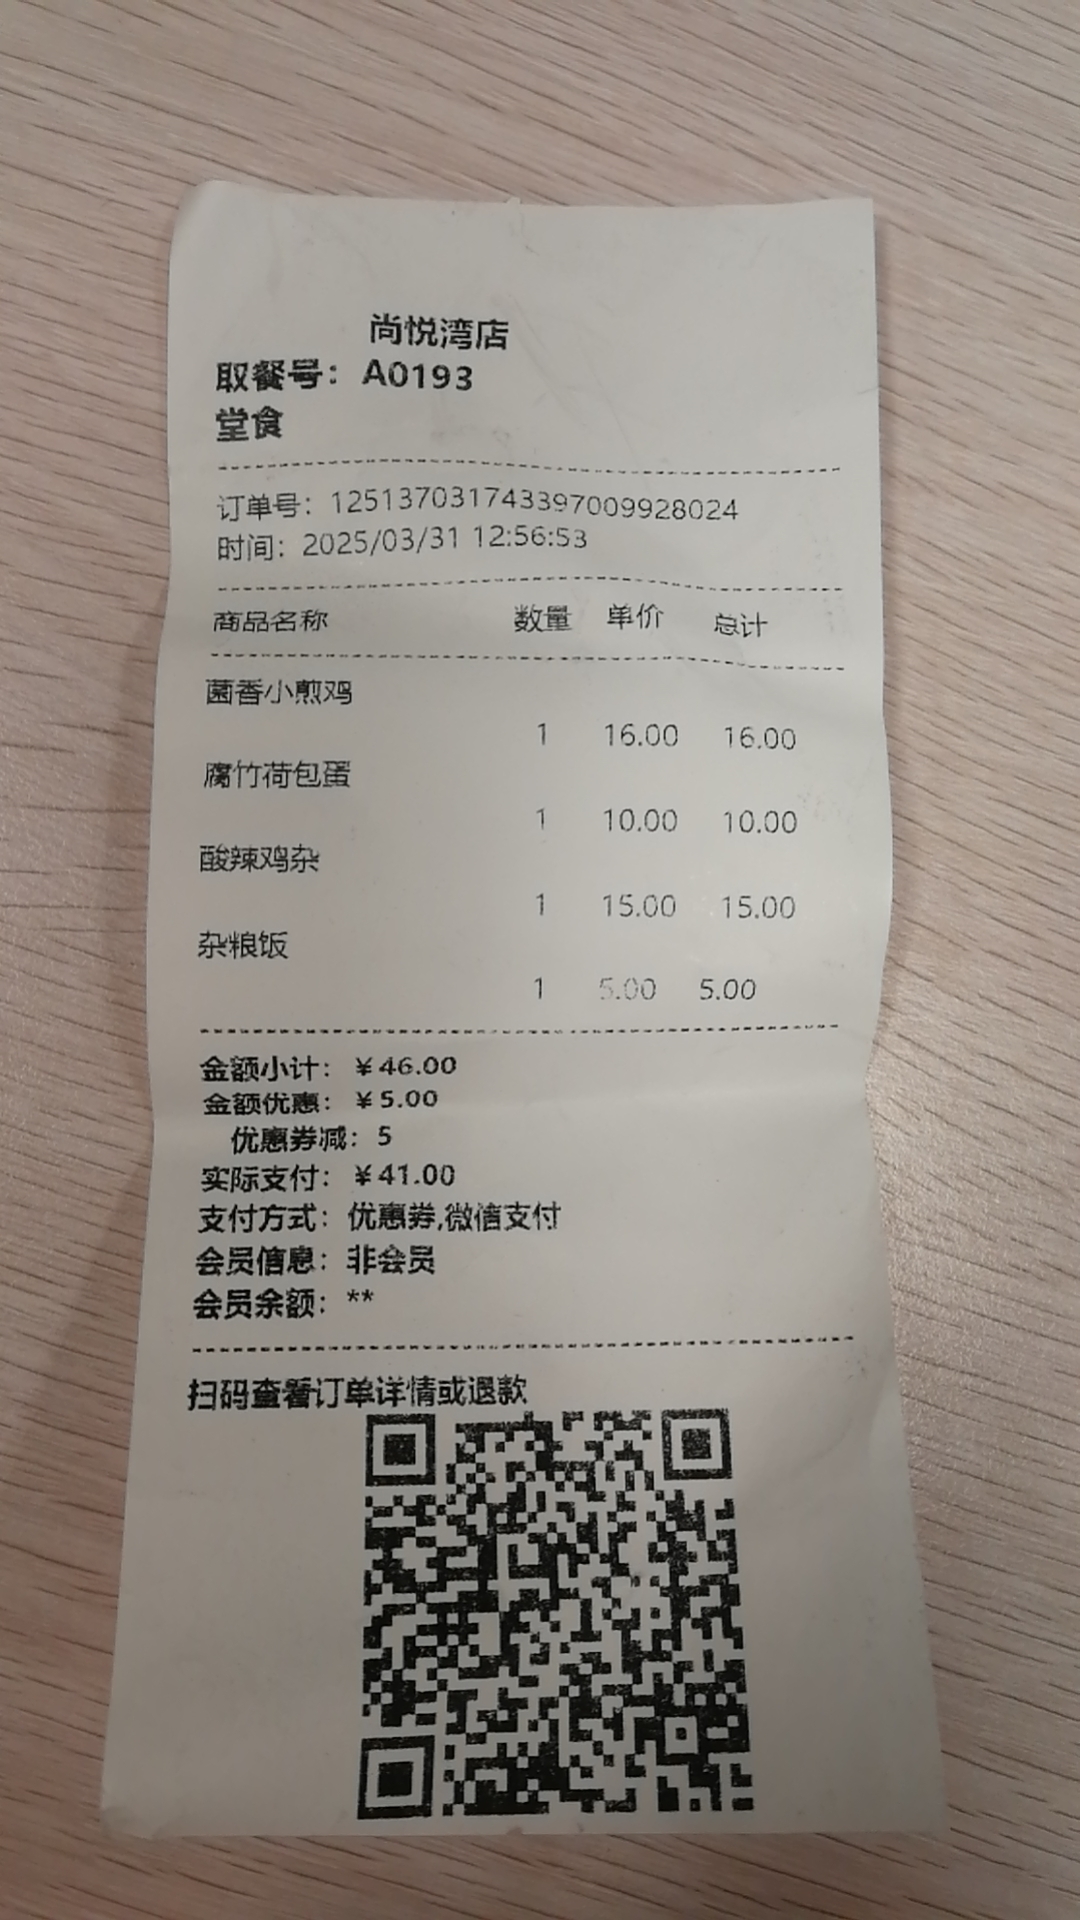 尚悦湾店
取餐号：A0193
堂食
订单号：1251370317433970099​28024
时间：2025/03/31 12:56:53
商品名称 数量 单价 总计
菌香小煎鸡
1 16.00 16.00
腐竹荷包蛋
1 10.00 10.00
酸辣鸡杂
1 15.00 15.00
杂粮饭
1 5.00 5.00
金额小计：￥46.00
金额优惠：￥5.00
优惠券减：5
实际支付：￥41.00
支付方式：优惠券,微信支付
会员信息：非会员
会员余额：**
扫码查看订单详情或退款